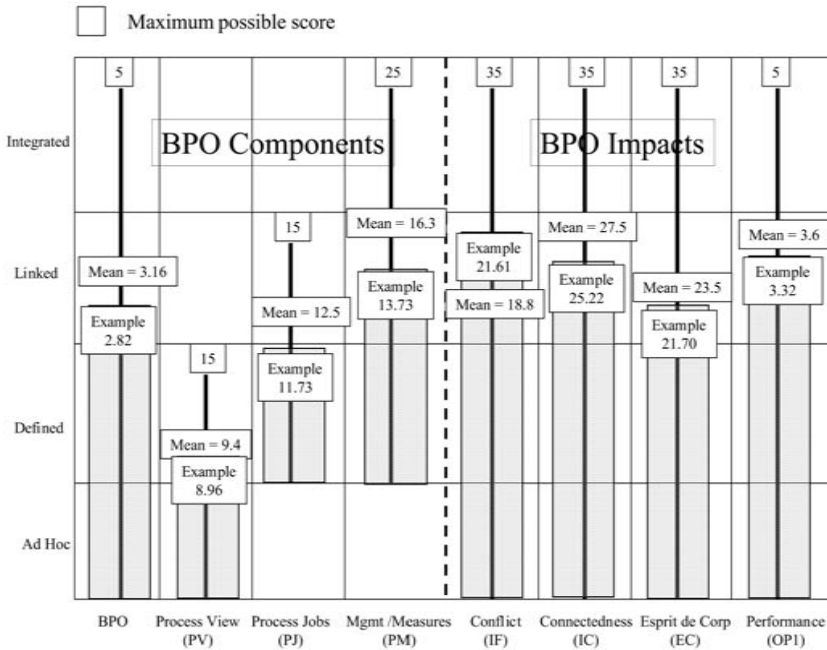 Maximum possible score
5
25
35
35
35
5
Integrated
BPO Components
BPO Impacts
15
Mean = 16.3
Mean = 27.5
Mean = 3.6
Linked
Mean = 3.16
Example
21.61
Example
25.22
Example
3.32
Example
13.73
Mean = 18.8
Mean = 23.5
Mean = 12.5
Example
2.82
Example
21.70
15
Example
11.73
Defined
Mean = 9.4
Example
8.96
Ad Hoc
BPO
Process View
(PV)
Process Jobs
(PJ)
Mgmt /Measures
(PM)
Conflict
(IF)
Connectedness
(IC)
Esprit de Corp
(EC)
Performance
(OP1)